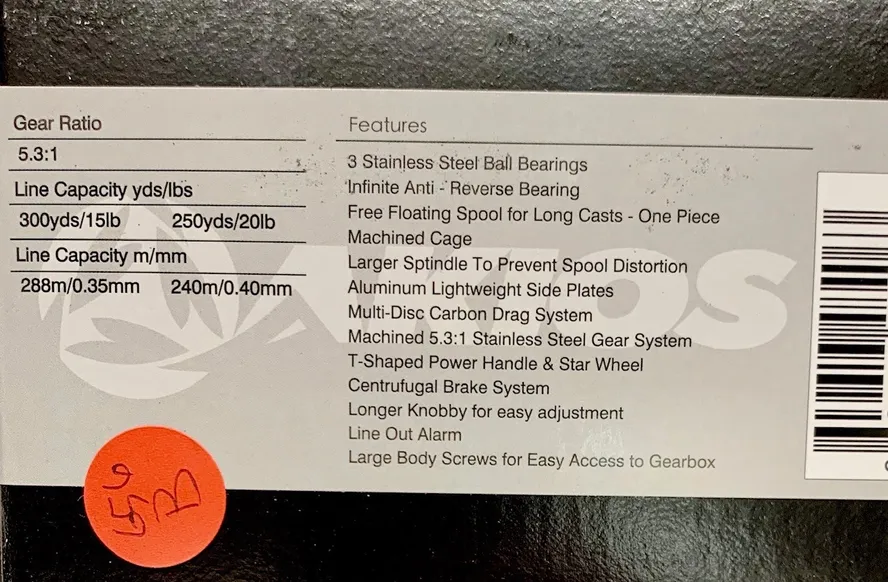 Gear Ratio
5.3:1
Line Capacity yds/lbs
300yds/15lb 250yds/20lb
Line Capacity m/mm
288m/0.35mm 240m/0.40mm
Features
3 Stainless Steel Ball Bearings
Infinite Anti - Reverse Bearing
Free Floating Spool for Long Casts - One Piece
Machined Cage
Larger Sptindle To Prevent Spool Distortion
Aluminum Lightweight Side Plates
Multi-Disc Carbon Drag System
Machined 5.3:1 Stainless Steel Gear System
T-Shaped Power Handle & Star Wheel
Centrufugal Brake System
Longer Knobby for easy adjustment
Line Out Alarm
Large Body Screws for Easy Access to Gearbox
AKIOS